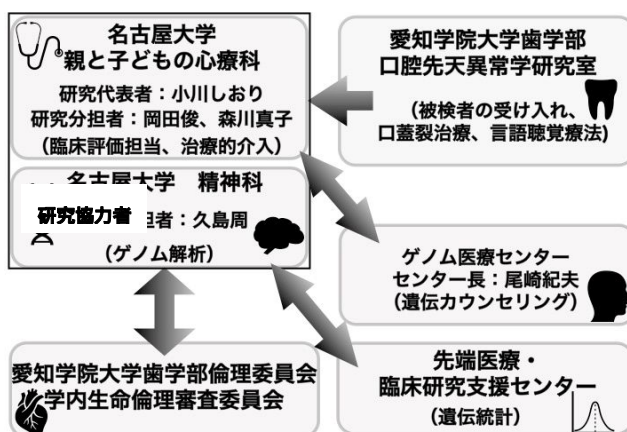 名古屋大学
親と子どもの心療科
研究代表者：小川しおり
研究分担者：岡田俊、森川真子
（臨床評価担当、治療的介入）
愛知学院大学歯学部
口腔先天異常学研究室
（被検者の受け入れ、
口蓋裂治療、言語聴覚療法)
名古屋大学　精神科
研究協力者
担者：久島周
（ゲノム解析）
ゲノム医療センター
センター長：尾崎紀夫
（遺伝カウンセリング）
愛知学院大学歯学部倫理委員会
学内生命倫理審査委員会
先端医療・
臨床研究支援センター
（遺伝統計）